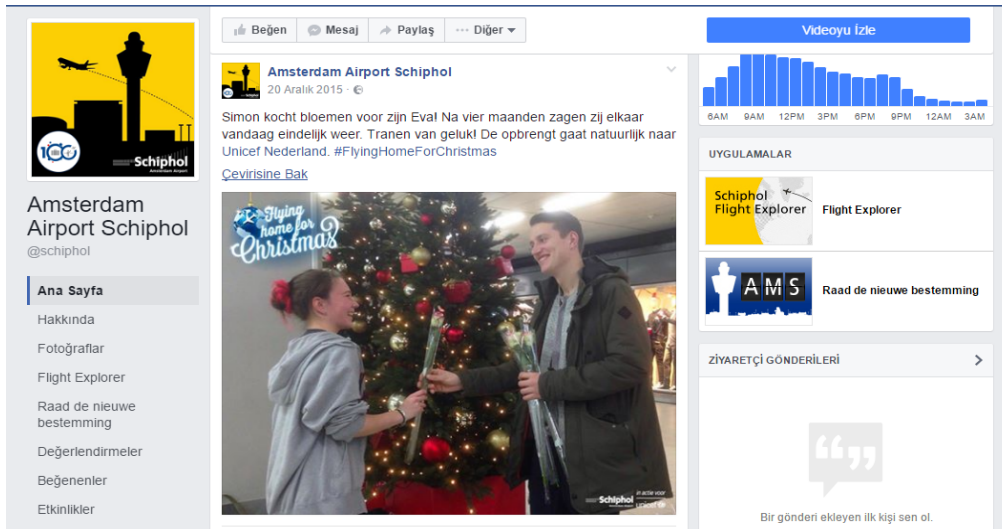 100
Schiphol
Amsterdam Airport
Amsterdam
Airport Schiphol
@schiphol
Ana Sayfa
Hakkında
Fotoğraflar
Flight Explorer
Raad de nieuwe
bestemming
Değerlendirmeler
Beğenenler
Etkinlikler
Beğen
Mesaj
Paylaş
Diğer
Amsterdam Airport Schiphol
20 Aralık 2015 ·
Simon kocht bloemen voor zijn Eva! Na vier maanden zagen zij elkaar
vandaag eindelijk weer. Tranen van geluk! De opbrengt gaat natuurlijk naar
Unicef Nederland. #FlyingHomeForChristmas
Çevirisine Bak
Flying
home for
Christmas
Schiphol
in actie voor
unicef
Videoyu İzle
6AM 9AM 12PM 3PM 6PM 9PM 12AM 3AM
UYGULAMALAR
Schiphol
Flight Explorer
Flight Explorer
AMS
Raad de nieuwe bestemming
ZİYARETÇİ GÖNDERİLERİ
Bir gönderi ekleyen ilk kişi sen ol.